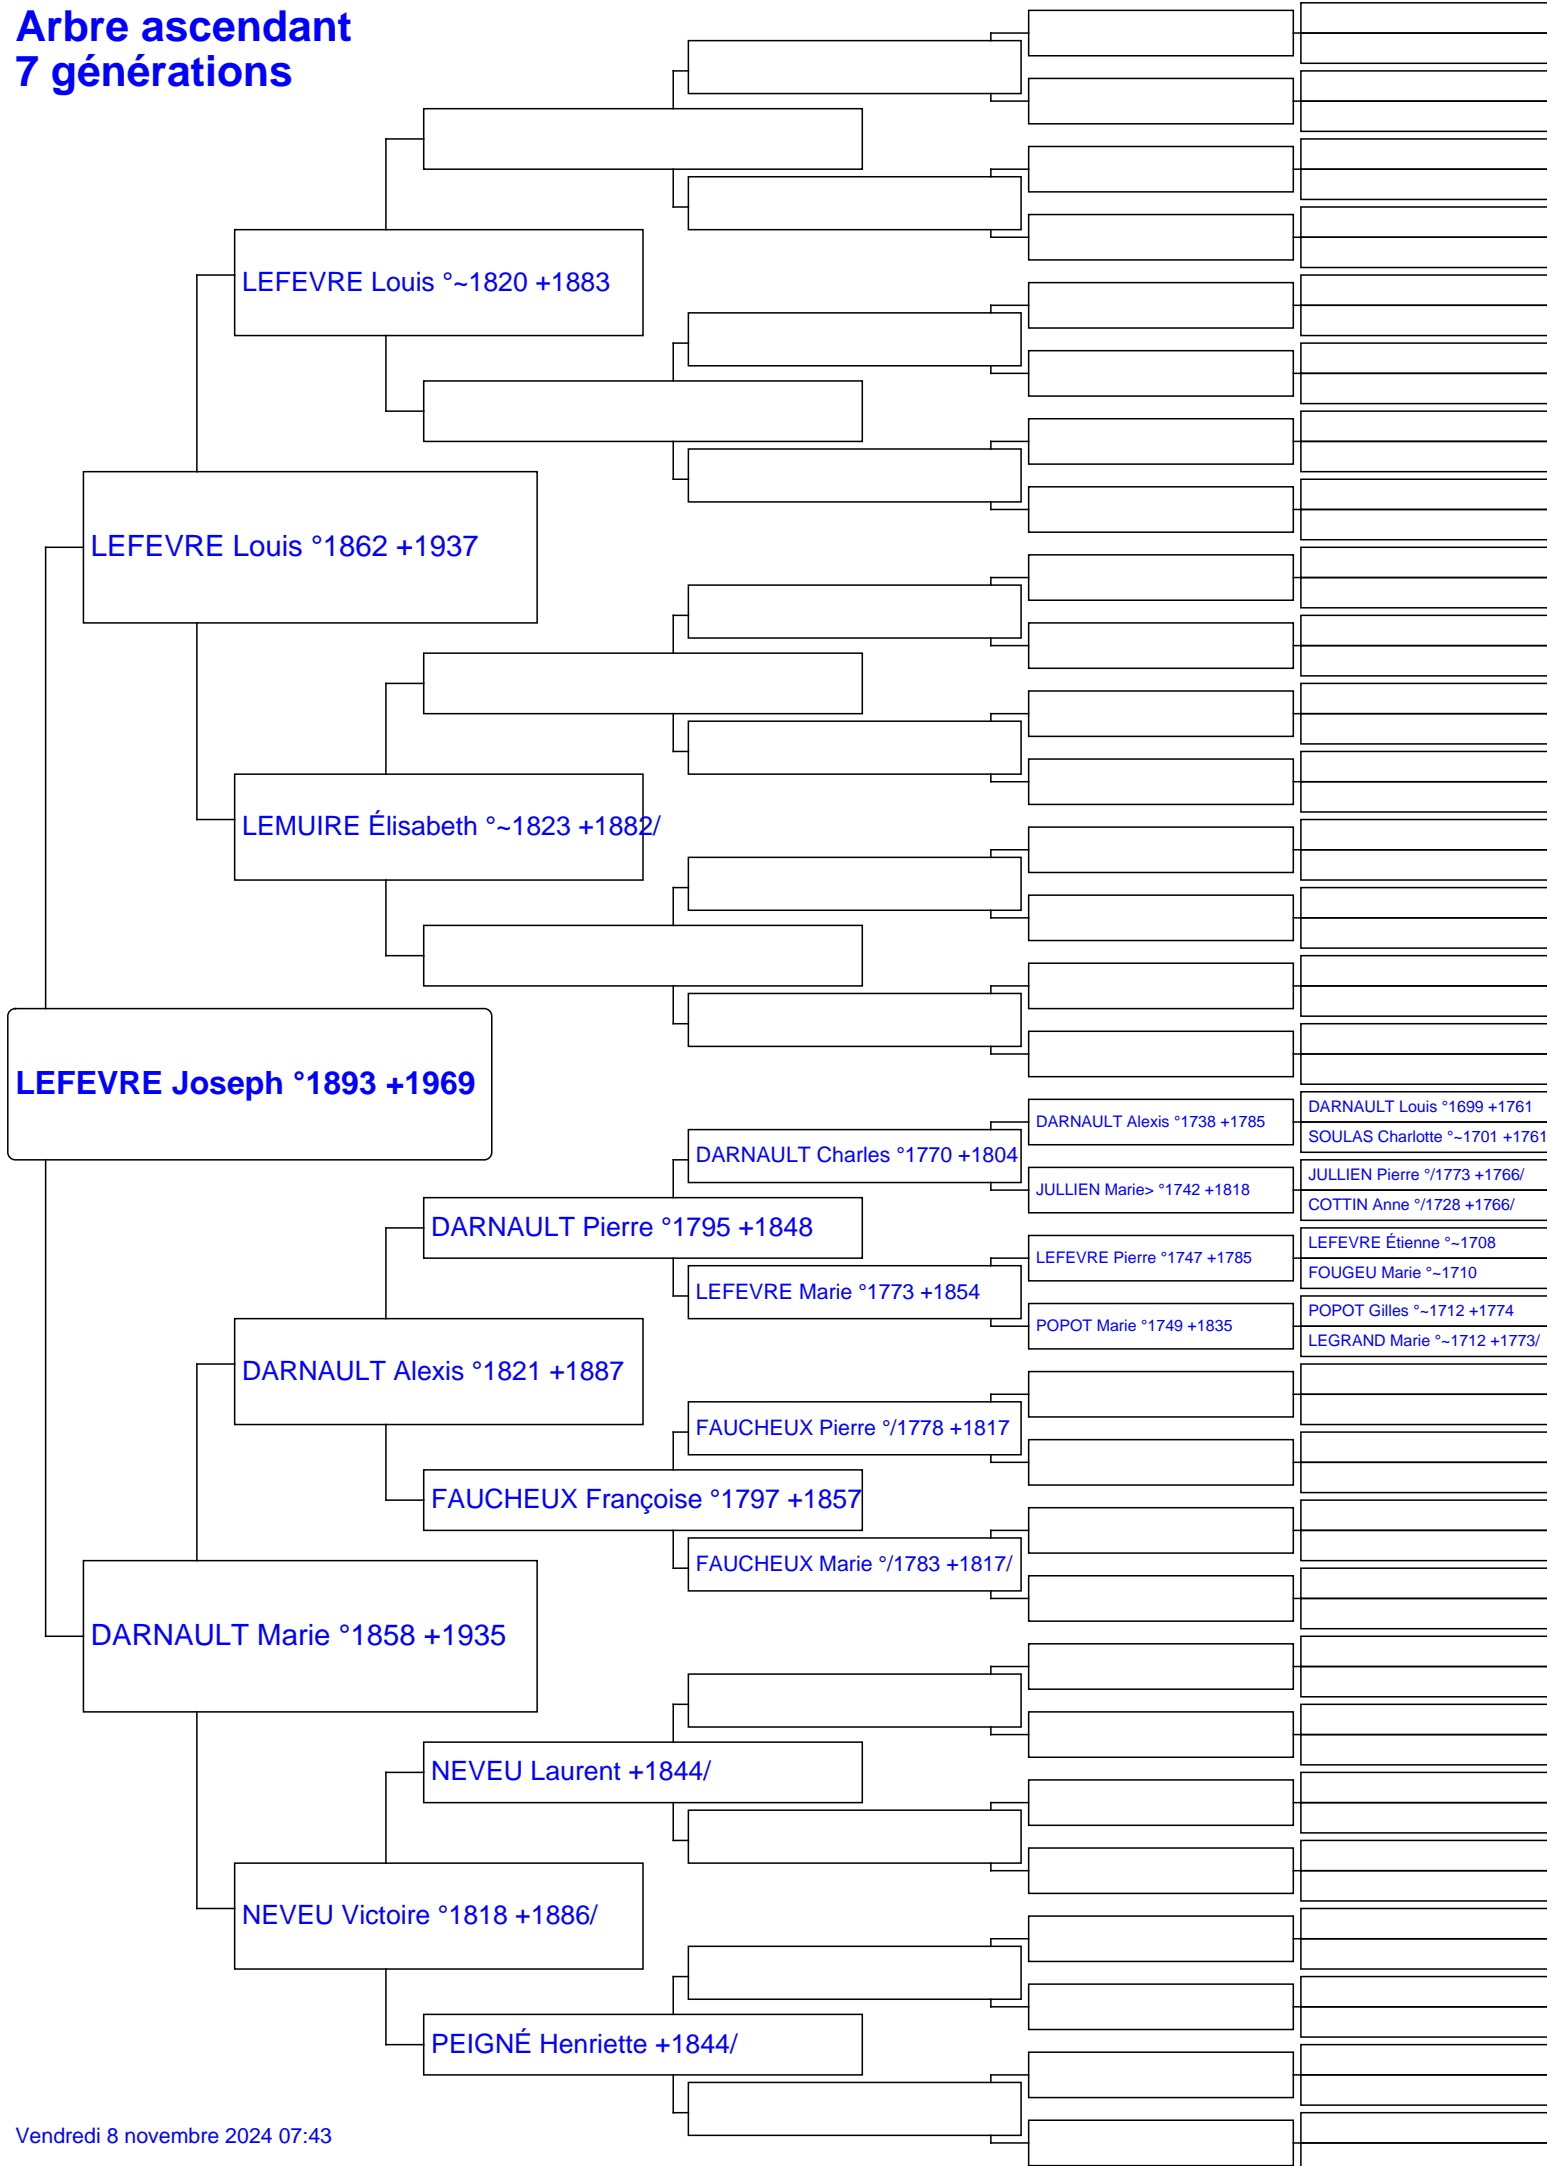 Arbre ascendant
7 générations
LEFEVRE Louis °~1820 +1883
LEFEVRE Louis °1862 +1937
LEMUIRE Élisabeth °~1823 +1882/
LEFEVRE Joseph °1893 +1969
DARNAULT Louis °1699 +1761
DARNAULT Alexis °1738 +1785
SOULAS Charlotte °~1701 +1761
DARNAULT Charles °1770 +1804
JULLIEN Pierre °/1773 +1766/
JULLIEN Marie> °1742 +1818
COTTIN Anne °/1728 +1766/
DARNAULT Pierre °1795 +1848
LEFEVRE Étienne °~1708
LEFEVRE Pierre °1747 +1785
FOUGEU Marie °~1710
LEFEVRE Marie °1773 +1854
POPOT Gilles °~1712 +1774
POPOT Marie °1749 +1835
LEGRAND Marie °~1712 +1773/
DARNAULT Alexis °1821 +1887
FAUCHEUX Pierre °/1778 +1817
FAUCHEUX Françoise °1797 +1857
FAUCHEUX Marie °/1783 +1817/
DARNAULT Marie °1858 +1935
NEVEU Laurent +1844/
NEVEU Victoire °1818 +1886/
PEIGNÉ Henriette +1844/
Vendredi 8 novembre 2024 07:43